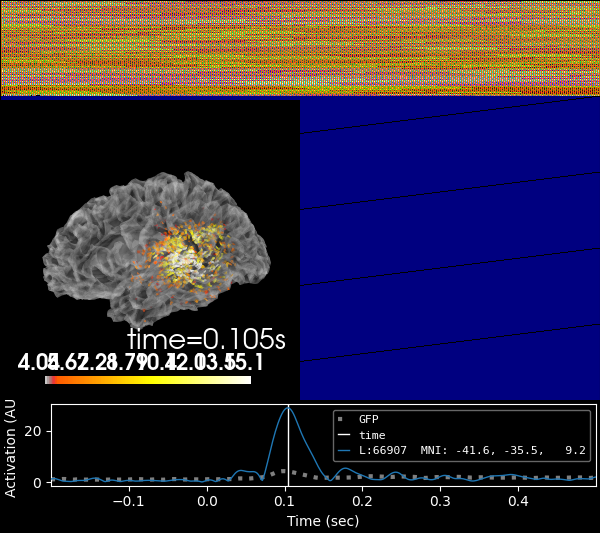 time=0.105s
Activation (AU
20
0
GFP
time
L:66907 MNI: -41.6, -35.5, 9.2
−0.1 0.0 0.1 0.2 0.3 0.4
Time (sec)